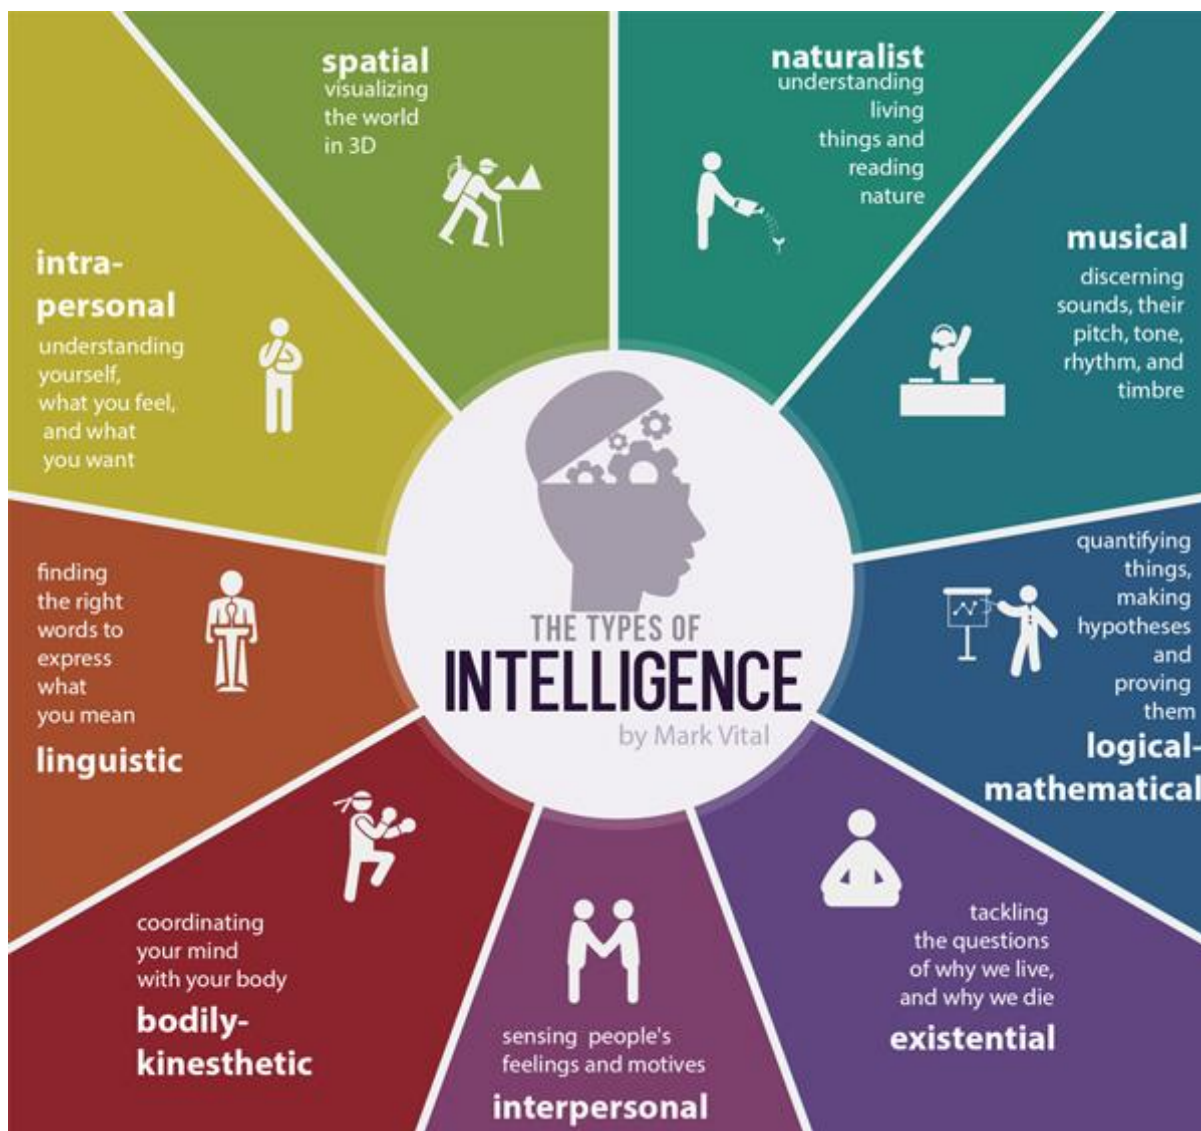 spatial
visualizing
the world
in 3D
naturalist
understanding
living
things and
reading
nature
musical
discerning
sounds, their
pitch, tone,
rhythm, and
timbre
quantifying
things,
making
hypotheses
and
proving
them
logical-
mathematical
tackling
the questions
of why we live,
and why we die
existential
sensing people's
feelings and motives
interpersonal
coordinating
your mind
with your body
bodily-
kinesthetic
finding
the right
words to
express
what
you mean
linguistic
intra-
personal
understanding
yourself,
what you feel,
and what
you want
THE TYPES OF
INTELLIGENCE
by Mark Vital